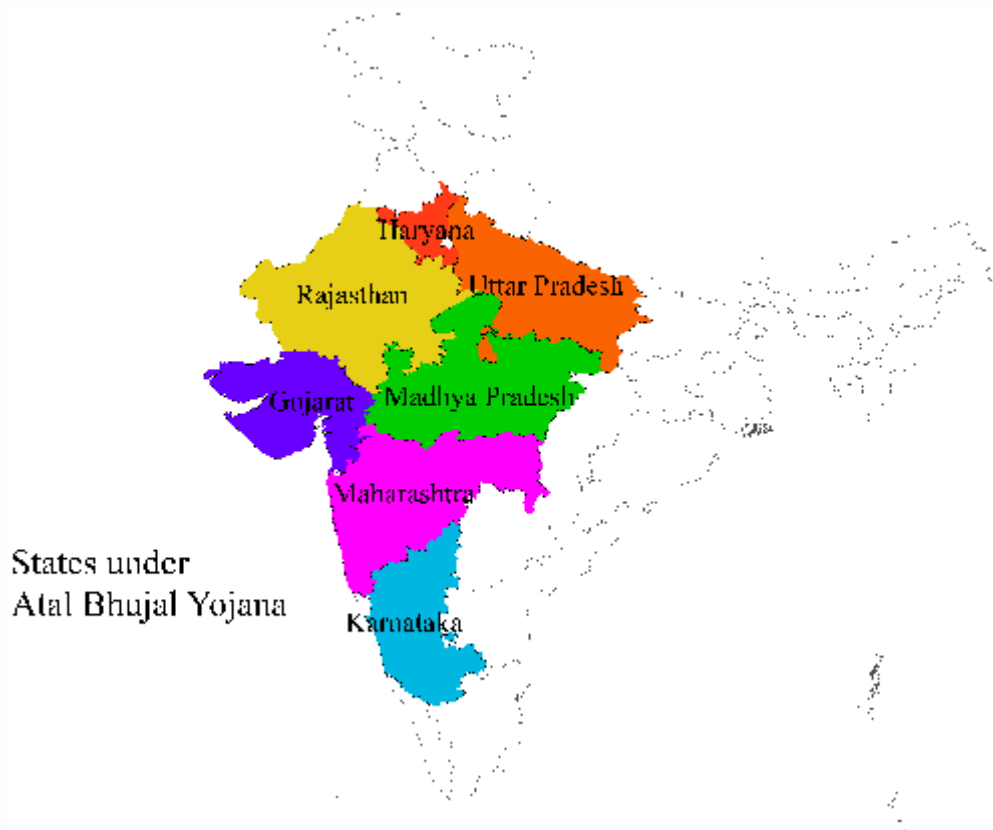 Haryana
Uttar Pradesh
Rajasthan
Madhya Pradesh
Gujarat
Maharashtra
States under
Atal Bhujal Yojana
Karnataka